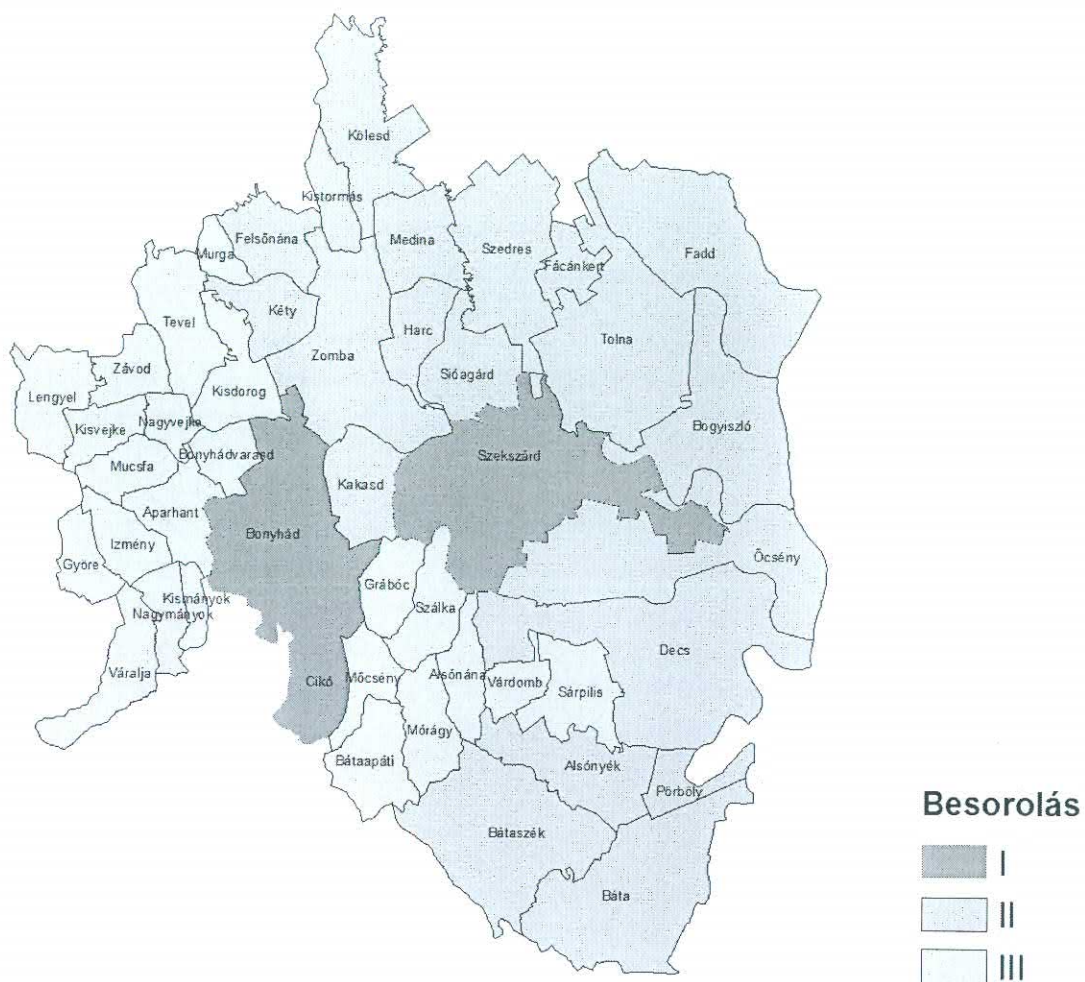 Kölesd
Kistormás
Felsőnána
Medina
Szedres
Fadd
Murga
Fácánkert
Tevel
Kéty
Harc
Tolna
Zomba
Závod
Sióagárd
Lengyel
Kisdorog
Kisvejke
Nagyvejke
Bogyiszló
Bonyhádvarasd
Szekszárd
Mucsfa
Kakasd
Aparhant
Bonyhád
Izmény
Őcsény
Györe
Grábóc
Kismányok
Szálka
Nagymányok
Decs
Váralja
Cikó
Mőcsény
Alsónána
Várdomb
Sárpilis
Mórágy
Bátaapáti
Alsónyék
Pörböly
Bátaszék
Báta
Besorolás
I
II
III